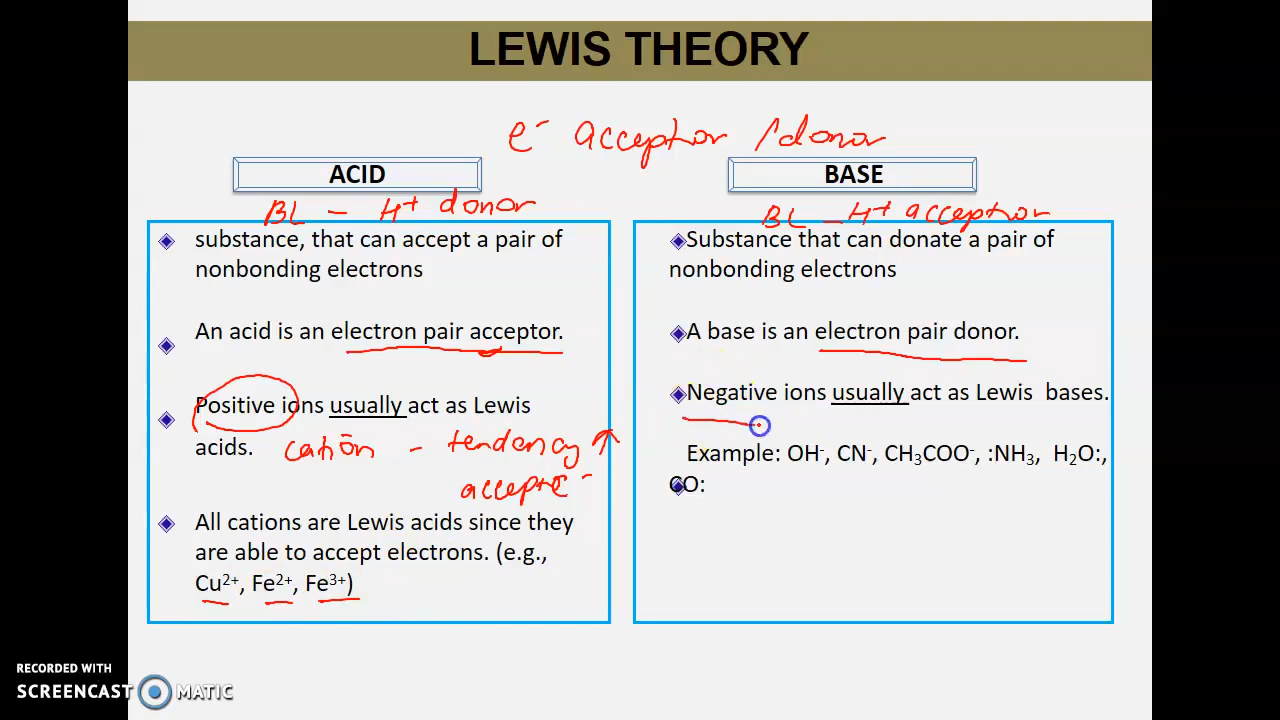 LEWIS THEORY
e⁻ acceptor / donor
ACID
BL - H⁺ donor
substance, that can accept a pair of
nonbonding electrons
An acid is an electron pair acceptor.
Positive ions usually act as Lewis
acids.
cation - tendency ↑
accept e⁻
All cations are Lewis acids since they
are able to accept electrons. (e.g.,
Cu²⁺, Fe²⁺, Fe³⁺)
BASE
BL - H⁺ acceptior
Substance that can donate a pair of
nonbonding electrons
A base is an electron pair donor.
Negative ions usually act as Lewis bases.
Example: OH⁻, CN⁻, CH₃COO⁻, :NH₃, H₂O:,
CO:
RECORDED WITH
SCREENCAST MATIC